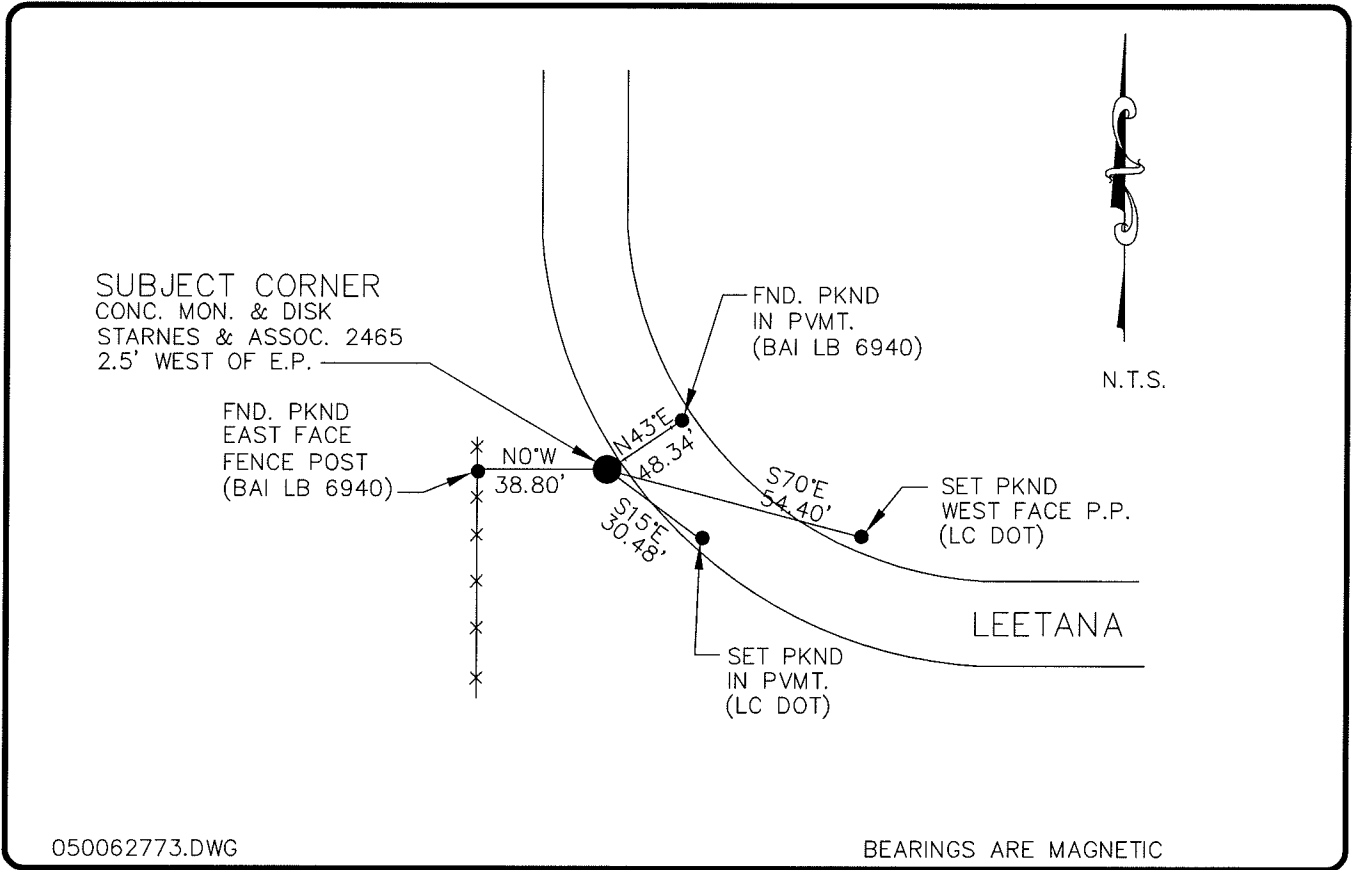 SUBJECT CORNER
CONC. MON. & DISK
STARNES & ASSOC. 2465
2.5' WEST OF E.P.
FND. PKND
IN PVMT.
(BAI LB 6940)
N.T.S.
FND. PKND
EAST FACE
FENCE POST
(BAI LB 6940)
N0°W
38.80'
N43°E
48.34'
S70°E
54.40'
S15°E
30.48'
SET PKND
WEST FACE P.P.
(LC DOT)
LEETANA
SET PKND
IN PVMT.
(LC DOT)
050062773.DWG
BEARINGS ARE MAGNETIC